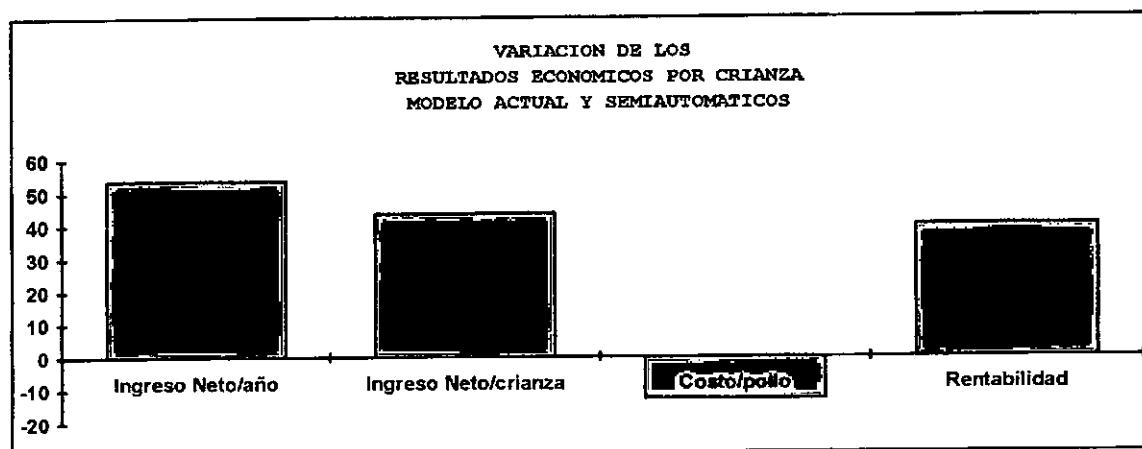 VARIACION DE LOS
RESULTADOS ECONOMICOS POR CRIANZA
MODELO ACTUAL Y SEMIAUTOMATICOS
60
50
40
30
20
10
0
-10
-20
Ingreso Neto/año
Ingreso Neto/crianza
Costo/pollo
Rentabilidad